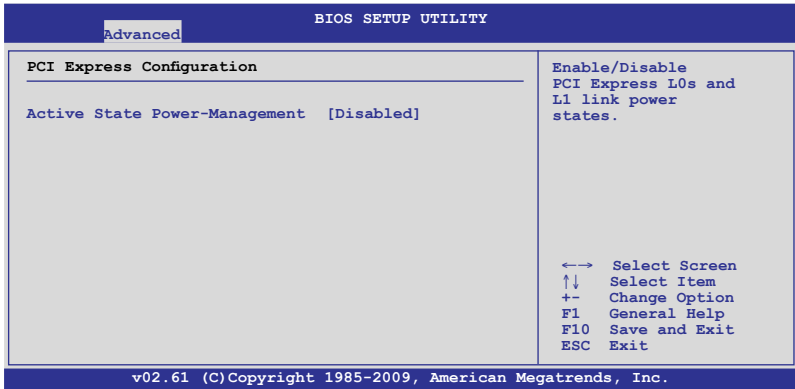 BIOS SETUP UTILITY
Advanced
PCI Express Configuration
Active State Power-Management [Disabled]
Enable/Disable
PCI Express L0s and
L1 link power
states.
←→ Select Screen
↑↓ Select Item
+- Change Option
F1 General Help
F10 Save and Exit
ESC Exit
v02.61 (C)Copyright 1985-2009, American Megatrends, Inc.